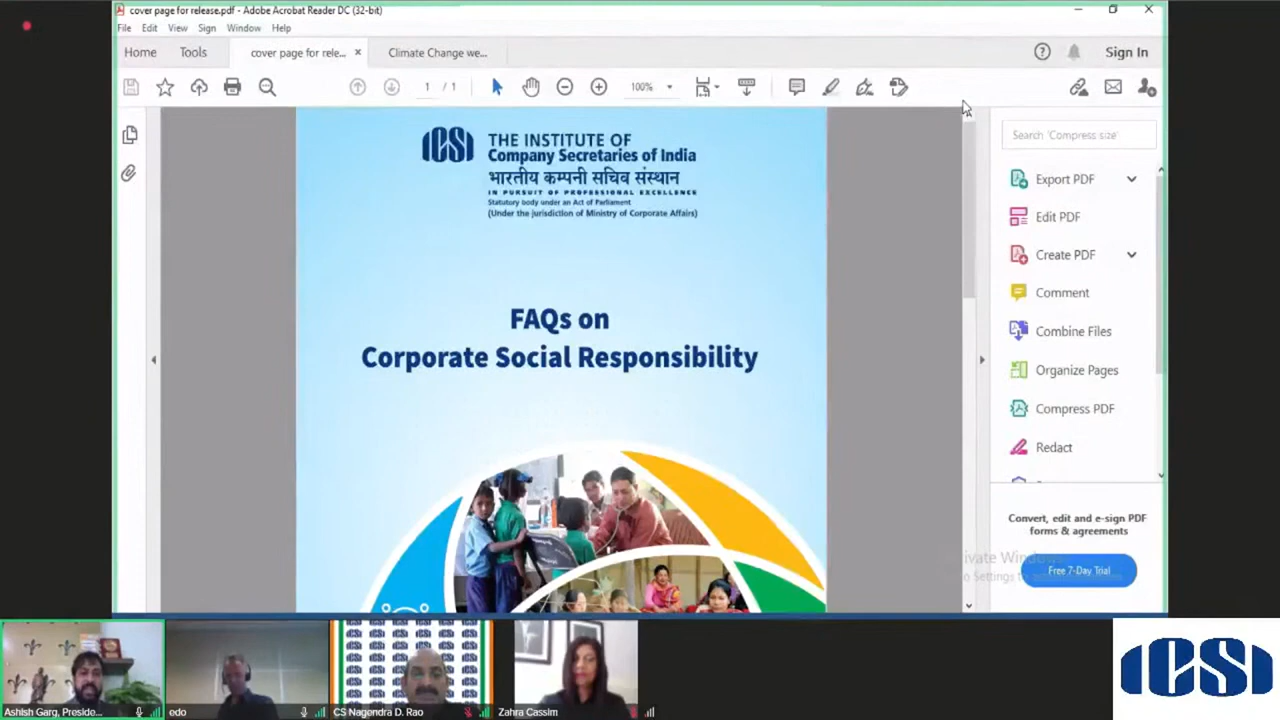 cover page for release.pdf - Adobe Acrobat Reader DC (32-bit)
File Edit View Sign Window Help
Home Tools cover page for rele... × Climate Change we... Sign In
1 / 1 100%
Search 'Compress size'
ICSI THE INSTITUTE OF
Company Secretaries of India
भारतीय कम्पनी सचिव संस्थान
IN PURSUIT OF PROFESSIONAL EXCELLENCE
Statutory body under an Act of Parliament
(Under the jurisdiction of Ministry of Corporate Affairs)
FAQs on
Corporate Social Responsibility
Export PDF
Edit PDF
Create PDF
Comment
Combine Files
Organize Pages
Compress PDF
Redact
Convert, edit and e-sign PDF
forms & agreements
Free 7-Day Trial
Ashish Garg, Preside...
edo
CS Nagendra D. Rao
Zahra Cassim
ICSI